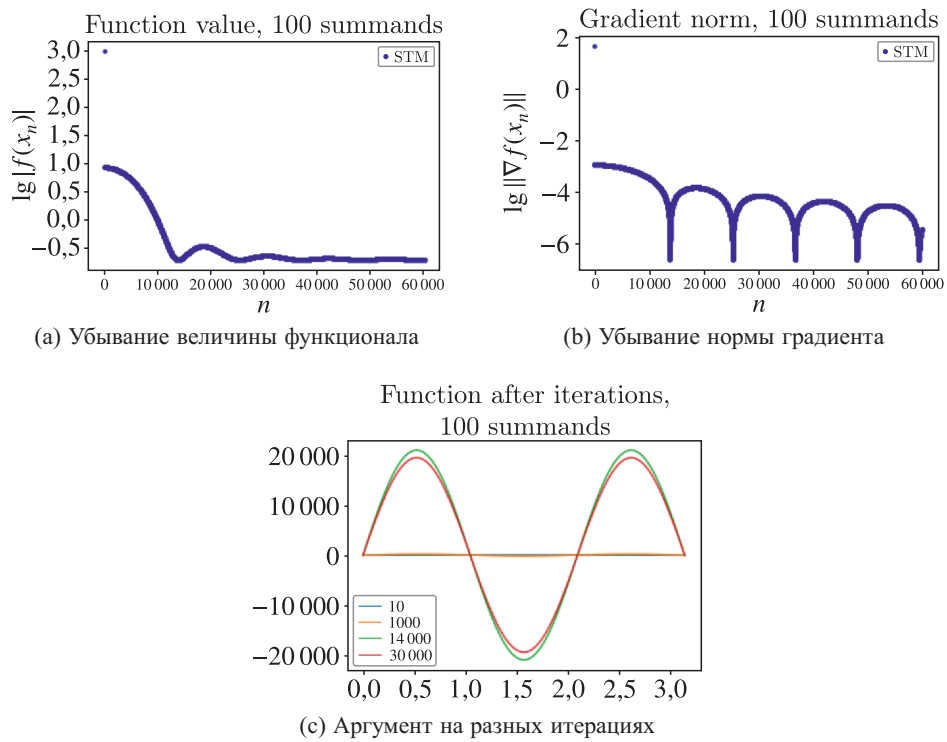 Function value, 100 summands
3,0
2,5
2,0
1,5
1,0
0,5
0,0
−0,5
lg |f(x_n)|
STM
0 10 000 20 000 30 000 40 000 50 000 60 000
n
(a) Убывание величины функционала
Gradient norm, 100 summands
2
0
−2
−4
−6
lg ||∇f(x_n)||
STM
0 10 000 20 000 30 000 40 000 50 000 60 000
n
(b) Убывание нормы градиента
Function after iterations,
100 summands
20 000
10 000
0
−10 000
−20 000
10
1000
14 000
30 000
0,0 0,5 1,0 1,5 2,0 2,5 3,0
(c) Аргумент на разных итерациях